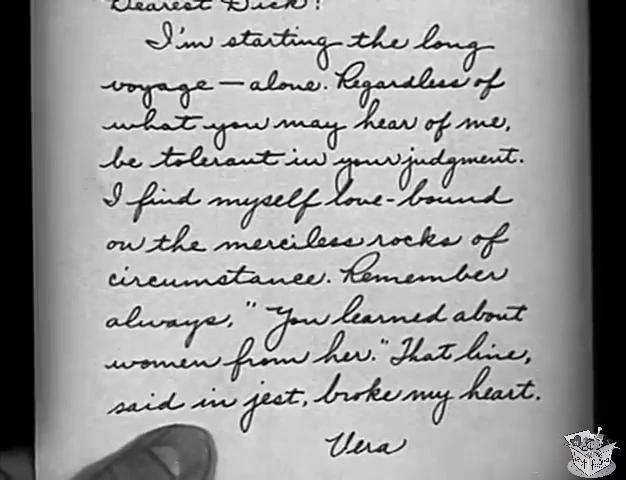 Dearest Dick!
I'm starting the long
voyage — alone. Regardless of
what you may hear of me,
be tolerant in your judgment.
I find myself love-bound
on the merciless rocks of
circumstance. Remember
always, "You learned about
women from her." That line,
said in jest, broke my heart.
Vera